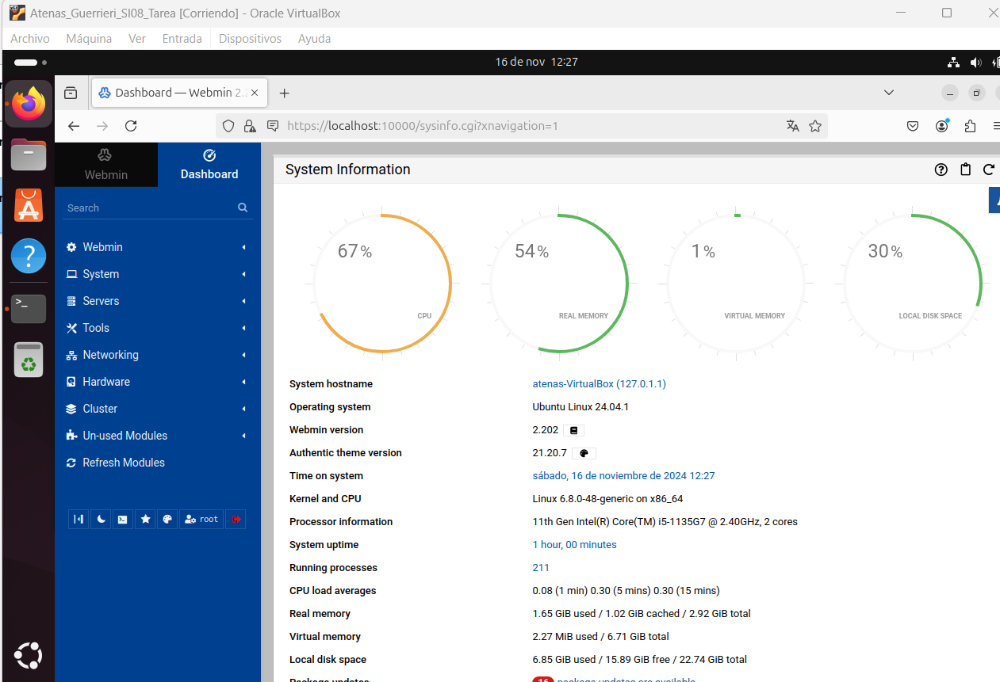 Atenas_Guerrieri_SI08_Tarea [Corriendo] - Oracle VirtualBox
Archivo Máquina Ver Entrada Dispositivos Ayuda
16 de nov 12:27
Dashboard — Webmin 2.
https://localhost:10000/sysinfo.cgi?xnavigation=1
Webmin
Dashboard
System Information
Search
Webmin
System
Servers
Tools
Networking
Hardware
Cluster
Un-used Modules
Refresh Modules
root
67%
CPU
54%
REAL MEMORY
1%
VIRTUAL MEMORY
30%
LOCAL DISK SPACE
System hostname atenas-VirtualBox (127.0.1.1)
Operating system Ubuntu Linux 24.04.1
Webmin version 2.202
Authentic theme version 21.20.7
Time on system sábado, 16 de noviembre de 2024 12:27
Kernel and CPU Linux 6.8.0-48-generic on x86_64
Processor information 11th Gen Intel(R) Core(TM) i5-1135G7 @ 2.40GHz, 2 cores
System uptime 1 hour, 00 minutes
Running processes 211
CPU load averages 0.08 (1 min) 0.30 (5 mins) 0.30 (15 mins)
Real memory 1.65 GiB used / 1.02 GiB cached / 2.92 GiB total
Virtual memory 2.27 MiB used / 6.71 GiB total
Local disk space 6.85 GiB used / 15.89 GiB free / 22.74 GiB total
Package updates 16 package updates are available